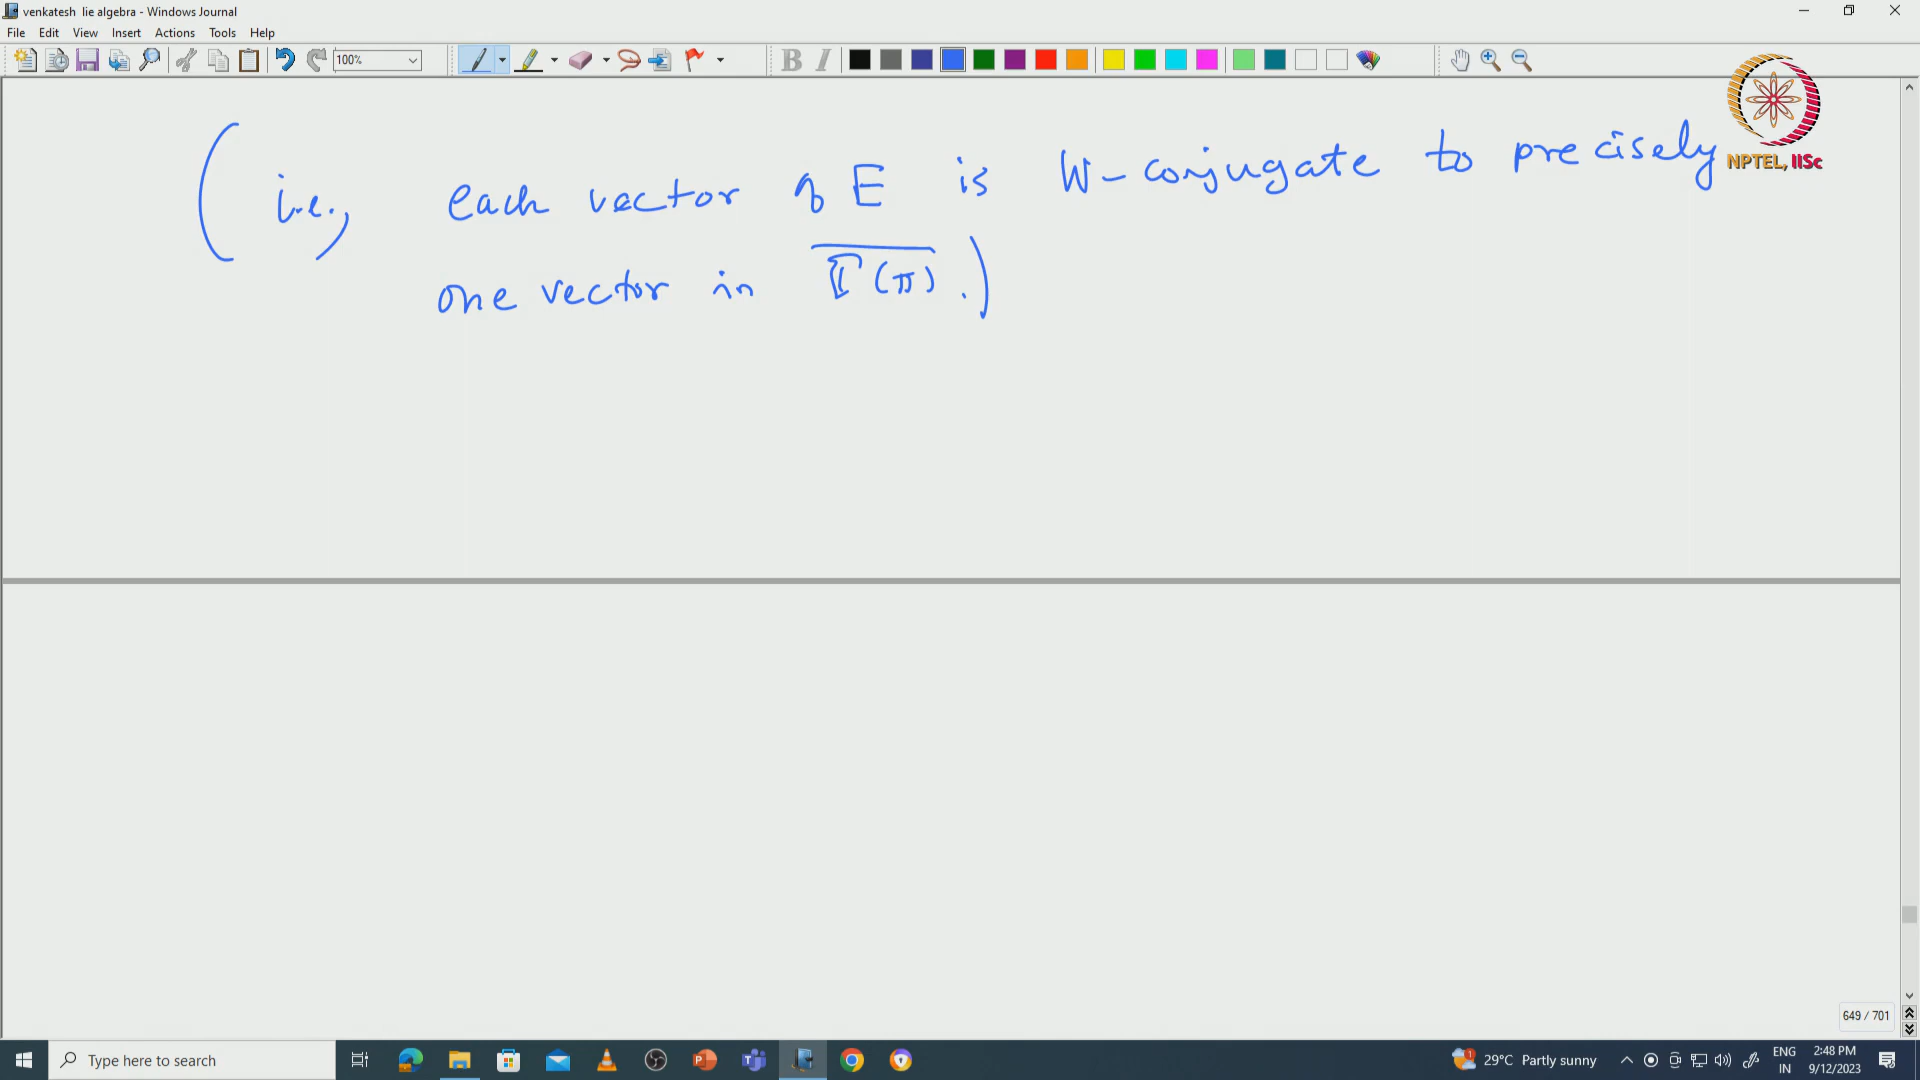 venkatesh lie algebra - Windows Journal
File Edit View Insert Actions Tools Help
100%
B I
NPTEL, IISc
( i.e., each vector of E is W-conjugate to precisely
one vector in \overline{C(π)}.)
649 / 701
Type here to search
29°C Partly sunny
ENG
IN
2:48 PM
9/12/2023